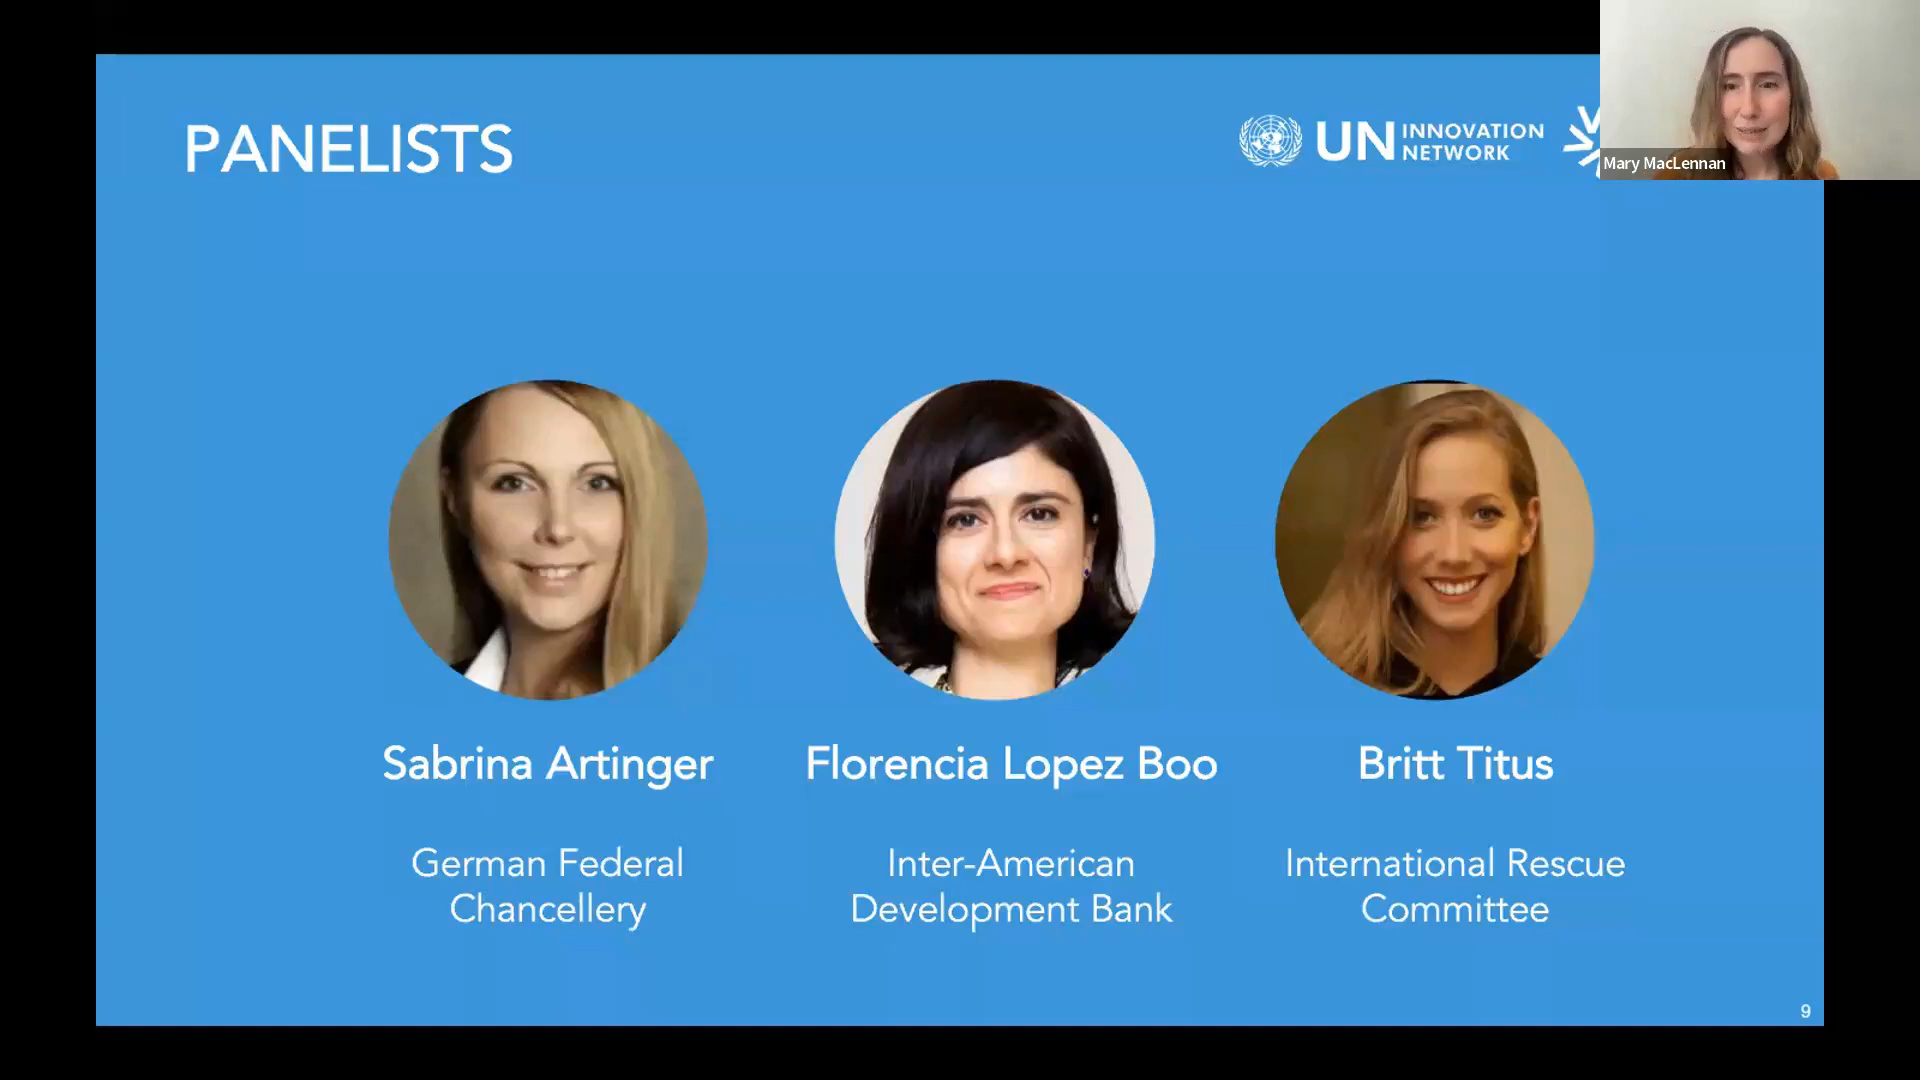 PANELISTS
UN INNOVATION
NETWORK
Mary MacLennan
Sabrina Artinger
Florencia Lopez Boo
Britt Titus
German Federal
Chancellery
Inter-American
Development Bank
International Rescue
Committee
9